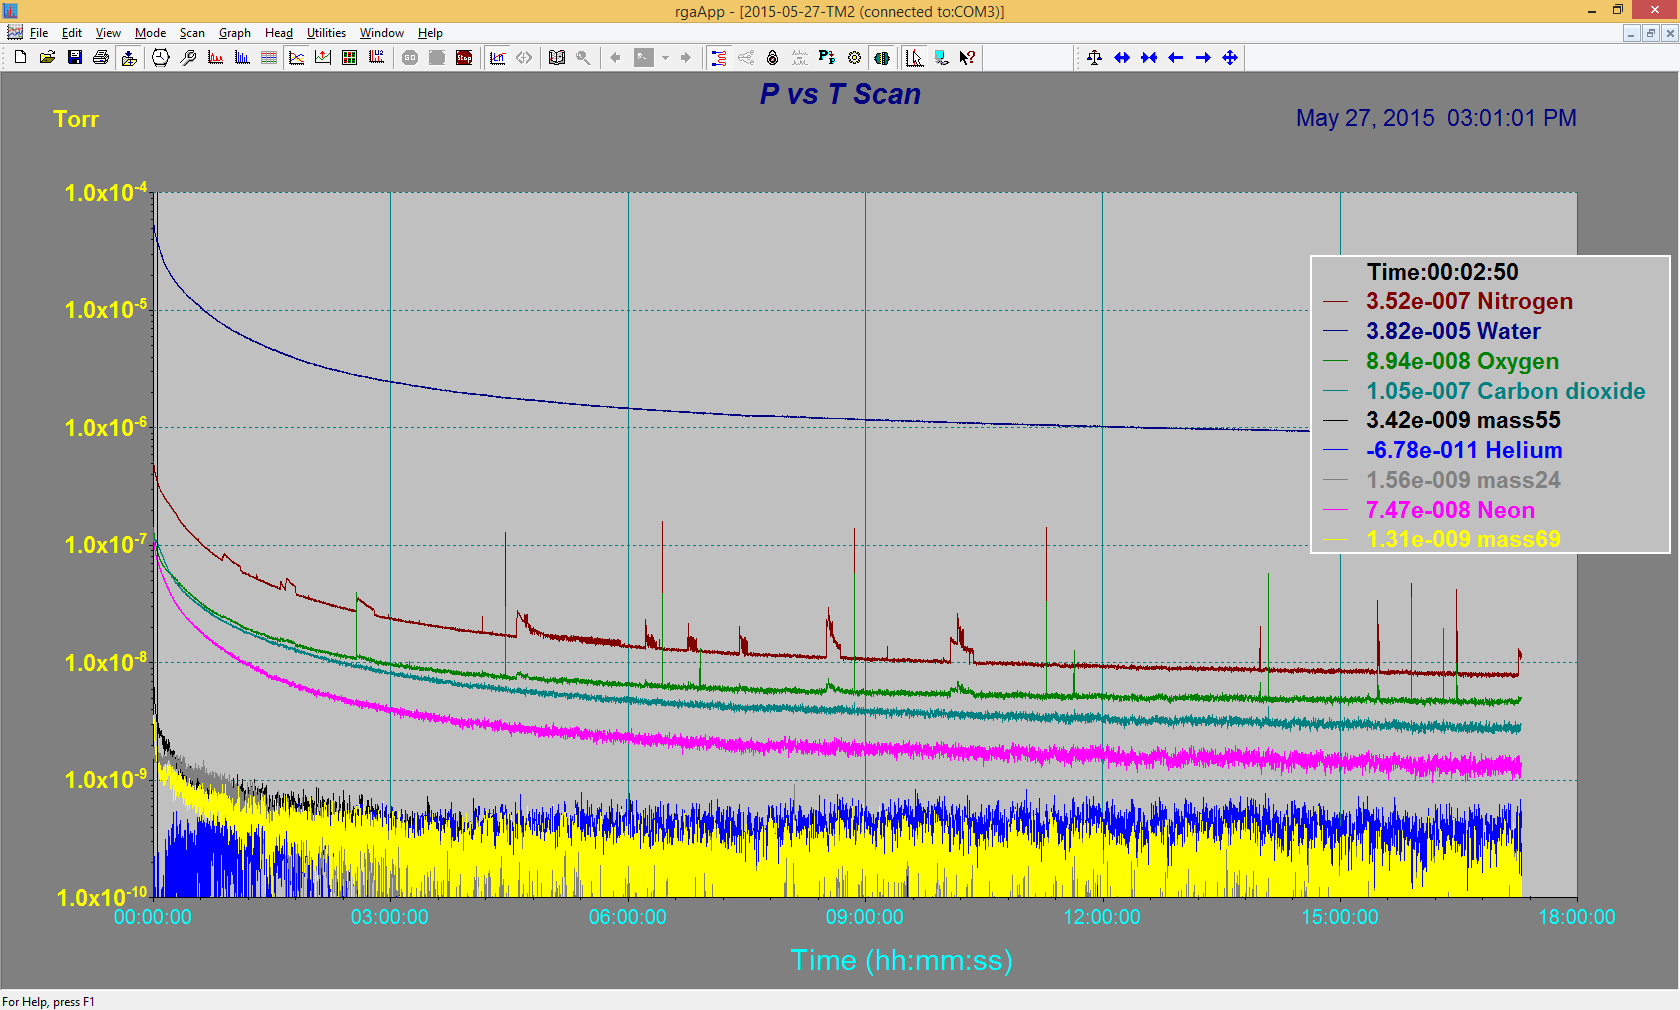 rgaApp - [2015-05-27-TM2 (connected to:COM3)]
File Edit View Mode Scan Graph Head Utilities Window Help
GO Stop
P vs T Scan
Torr
May 27, 2015 03:01:01 PM
1.0x10-4
1.0x10-5
1.0x10-6
1.0x10-7
1.0x10-8
1.0x10-9
1.0x10-10
Time:00:02:50
3.52e-007 Nitrogen
3.82e-005 Water
8.94e-008 Oxygen
1.05e-007 Carbon dioxide
3.42e-009 mass55
-6.78e-011 Helium
1.56e-009 mass24
7.47e-008 Neon
1.31e-009 mass69
00:00:00 03:00:00 06:00:00 09:00:00 12:00:00 15:00:00 18:00:00
Time (hh:mm:ss)
For Help, press F1